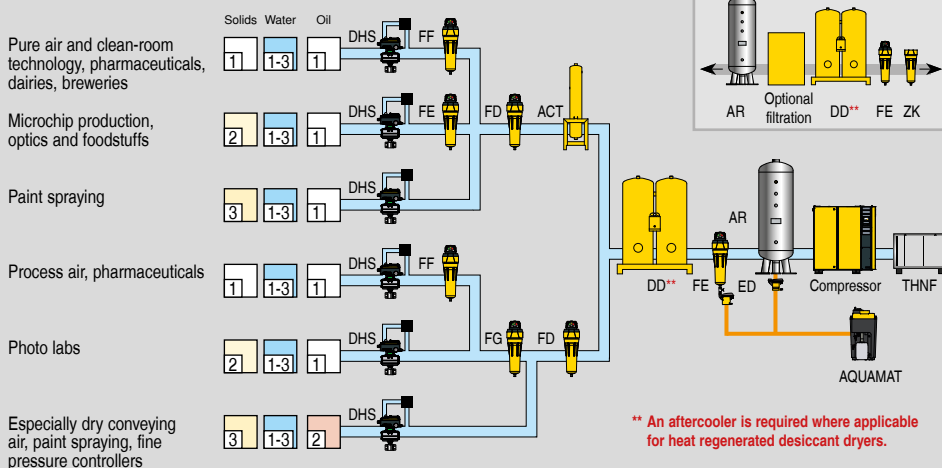 Solids Water Oil
Pure air and clean-room
technology, pharmaceuticals,
dairies, breweries
1 1-3 1
DHS FF
Microchip production,
optics and foodstuffs
2 1-3 1
DHS FE FD ACT
Paint spraying
3 1-3 1
DHS
Process air, pharmaceuticals
1 1-3 1
DHS FF
Photo labs
2 1-3 1
DHS FG FD
Especially dry conveying
air, paint spraying, fine
pressure controllers
3 1-3 2
DHS
AR Optional
filtration DD** FE ZK
AR
DD** FE ED Compressor THNF
AQUAMAT
** An aftercooler is required where applicable
for heat regenerated desiccant dryers.